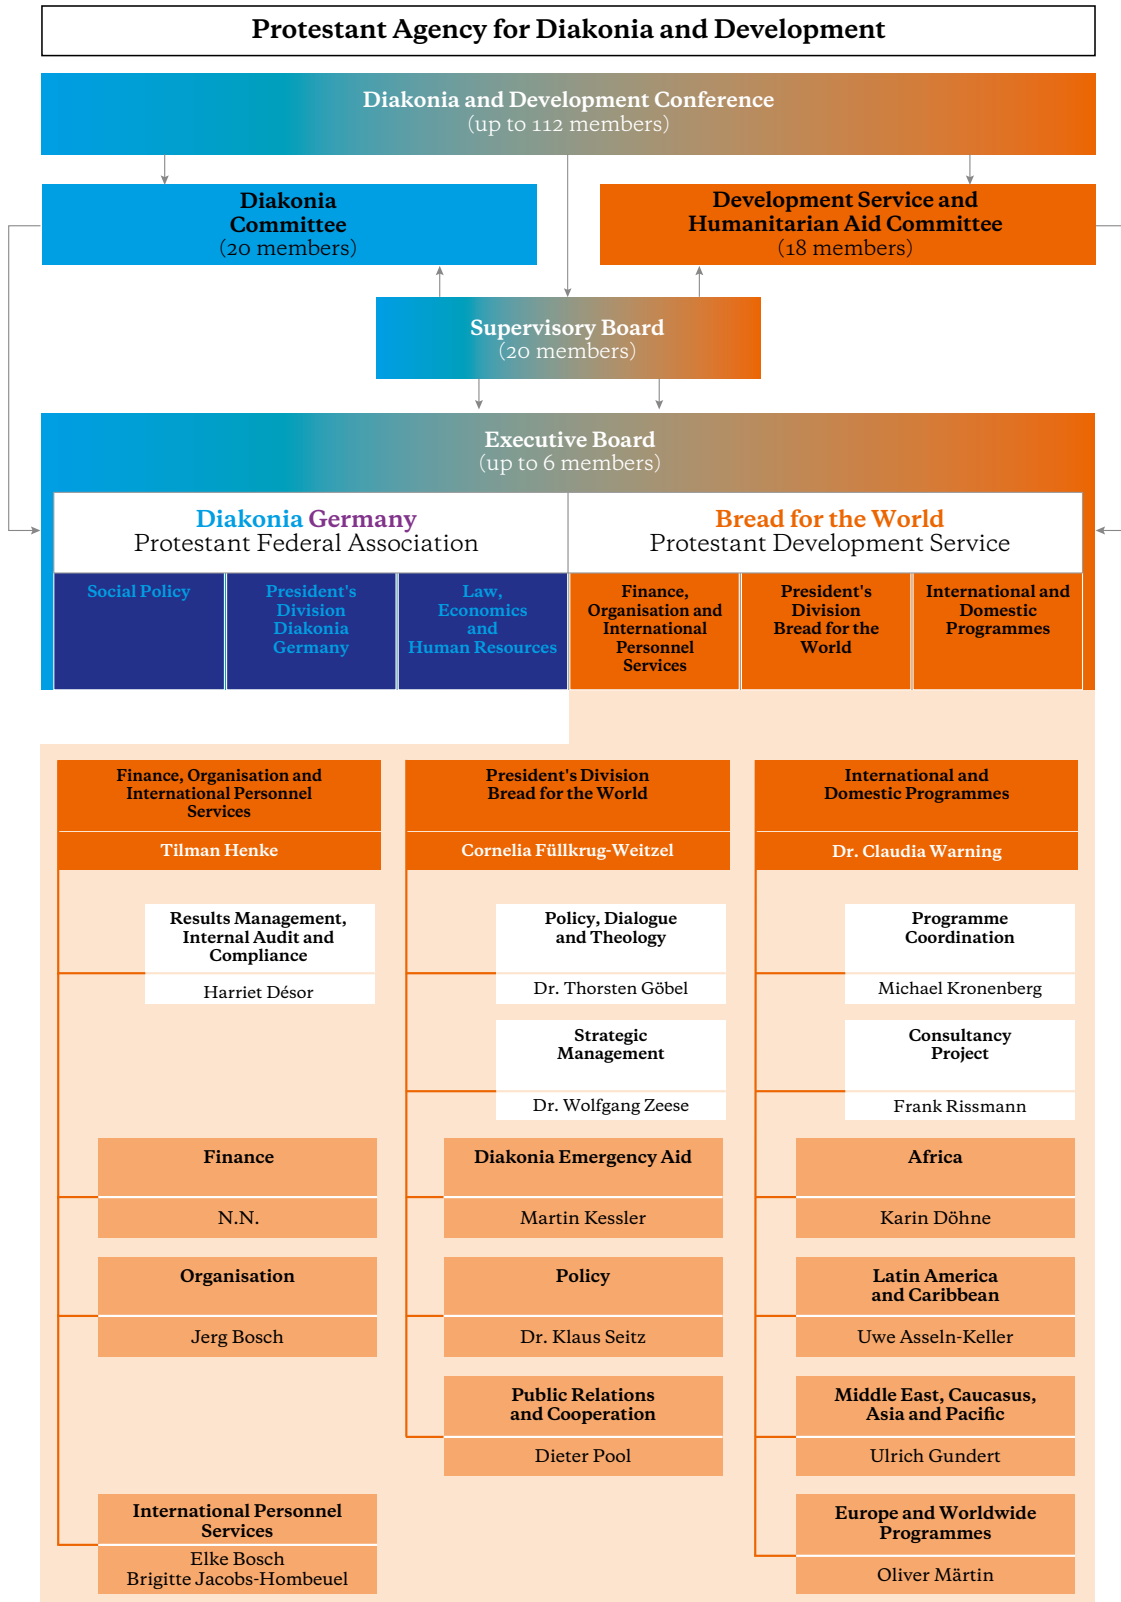 Protestant Agency for Diakonia and Development
Diakonia and Development Conference
(up to 112 members)
Diakonia
Committee
(20 members)
Development Service and
Humanitarian Aid Committee
(18 members)
Supervisory Board
(20 members)
Executive Board
(up to 6 members)
Diakonia Germany
Protestant Federal Association
Bread for the World
Protestant Development Service
Social Policy
President's
Division
Diakonia
Germany
Law,
Economics
and
Human Resources
Finance,
Organisation and
International
Personnel
Services
President's
Division
Bread for the
World
International and
Domestic
Programmes
Finance, Organisation and
International Personnel
Services
Tilman Henke
Results Management,
Internal Audit and
Compliance
Harriet Désor
Finance
N.N.
Organisation
Jerg Bosch
International Personnel
Services
Elke Bosch
Brigitte Jacobs-Hombeuel
President's Division
Bread for the World
Cornelia Füllkrug-Weitzel
Policy, Dialogue
and Theology
Dr. Thorsten Göbel
Strategic
Management
Dr. Wolfgang Zeese
Diakonia Emergency Aid
Martin Kessler
Policy
Dr. Klaus Seitz
Public Relations
and Cooperation
Dieter Pool
International and
Domestic Programmes
Dr. Claudia Warning
Programme
Coordination
Michael Kronenberg
Consultancy
Project
Frank Rissmann
Africa
Karin Döhne
Latin America
and Caribbean
Uwe Asseln-Keller
Middle East, Caucasus,
Asia and Pacific
Ulrich Gundert
Europe and Worldwide
Programmes
Oliver Märtin